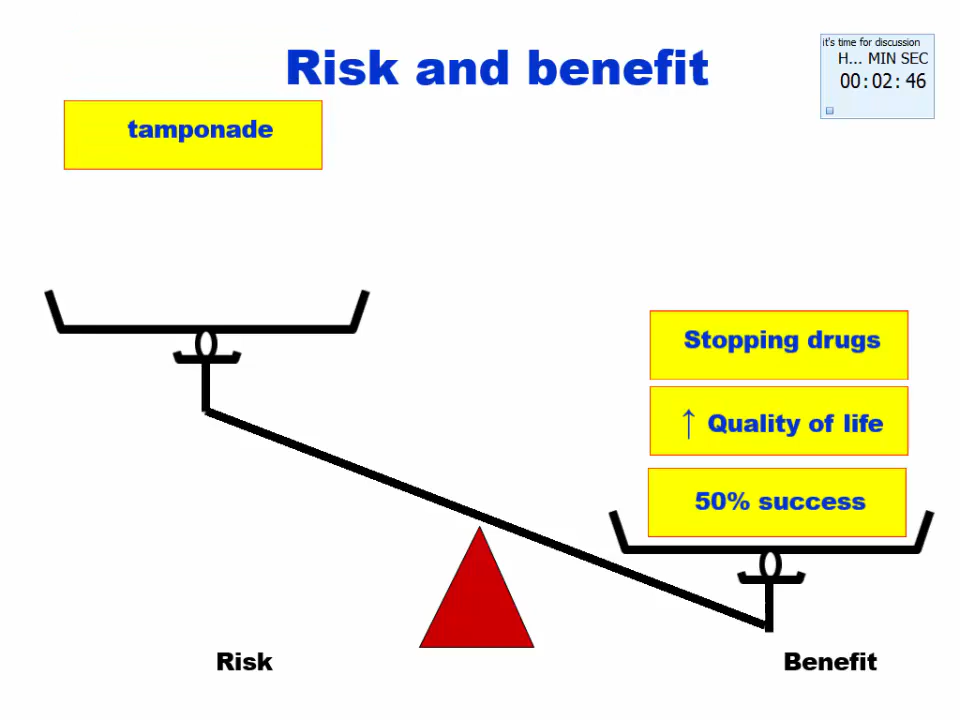 Risk and benefit
it's time for discussion
H... MIN SEC
00:02: 46
tamponade
Stopping drugs
↑ Quality of life
50% success
Risk
Benefit